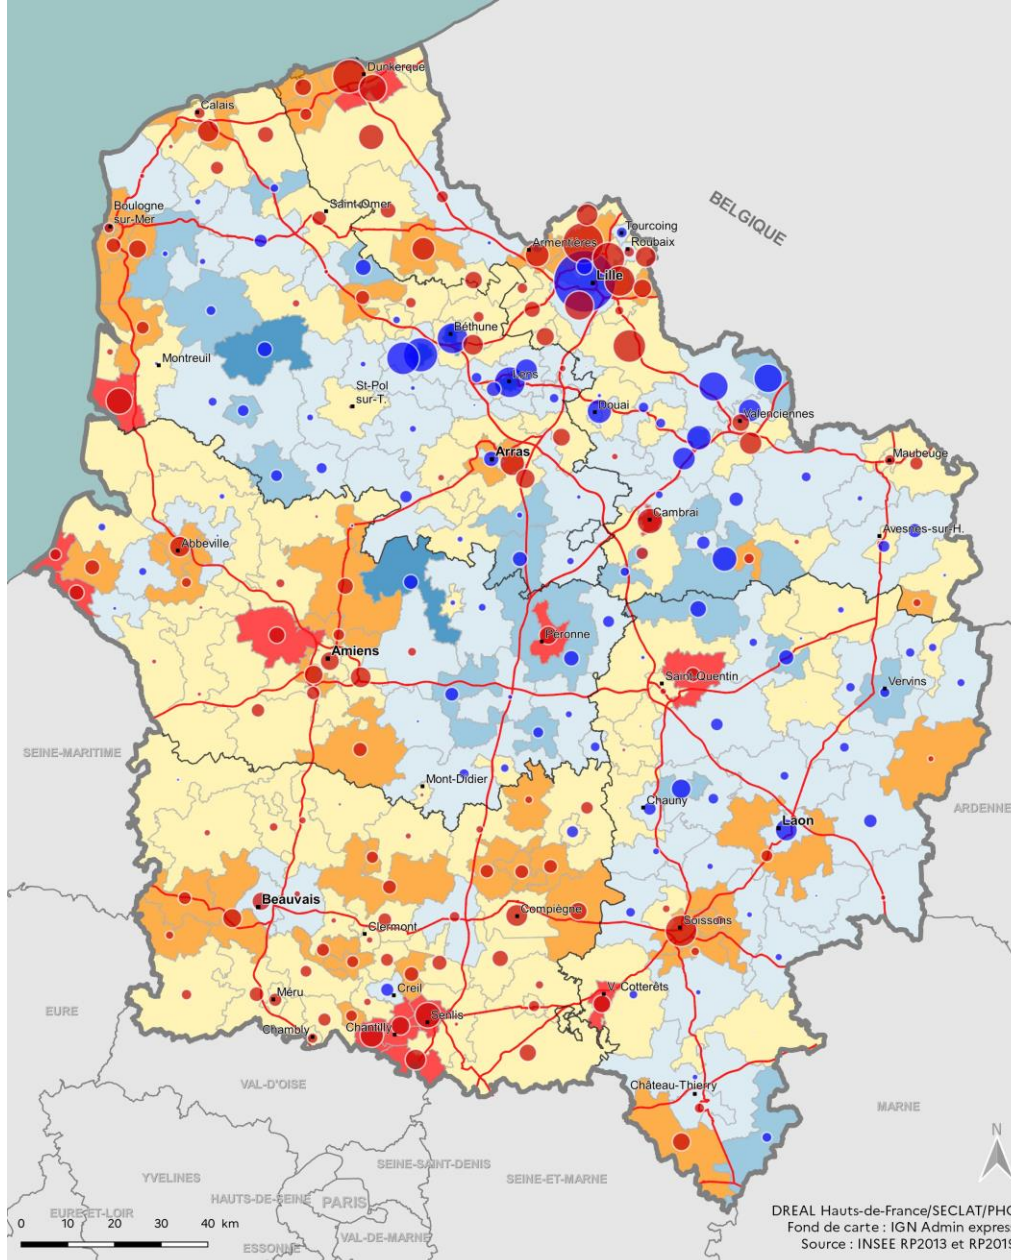 Dunkerque
Calais
Saint-Omer
Boulogne
sur-Mer
BELGIQUE
Tourcoing
Armentières
Roubaix
Lille
Béthune
Montreuil
St-Pol
sur-T.
Lens
Douai
Valenciennes
Arras
Maubeuge
Cambrai
Avesnes-sur-H.
Abbeville
Péronne
Amiens
Saint-Quentin
Vervins
SEINE-MARITIME
Mont-Didier
Chauny
ARDENNE
Laon
Beauvais
Compiègne
Soissons
Clermont
Creil
V. Cotterêts
Méru
EURE
Senlis
Chantilly
Chambly
VAL-D'OISE
Château-Thierry
MARNE
N
SEINE-SAINT-DENIS
YVELINES
SEINE-ET-MARNE
HAUTS-DE-SEINE
PARIS
EURE-ET-LOIR
VAL-DE-MARNE
0 10 20 30 40 km
ESSONNE
DREAL Hauts-de-France/SECLAT/PHC
Fond de carte : IGN Admin express
Source : INSEE RP2013 et RP2019